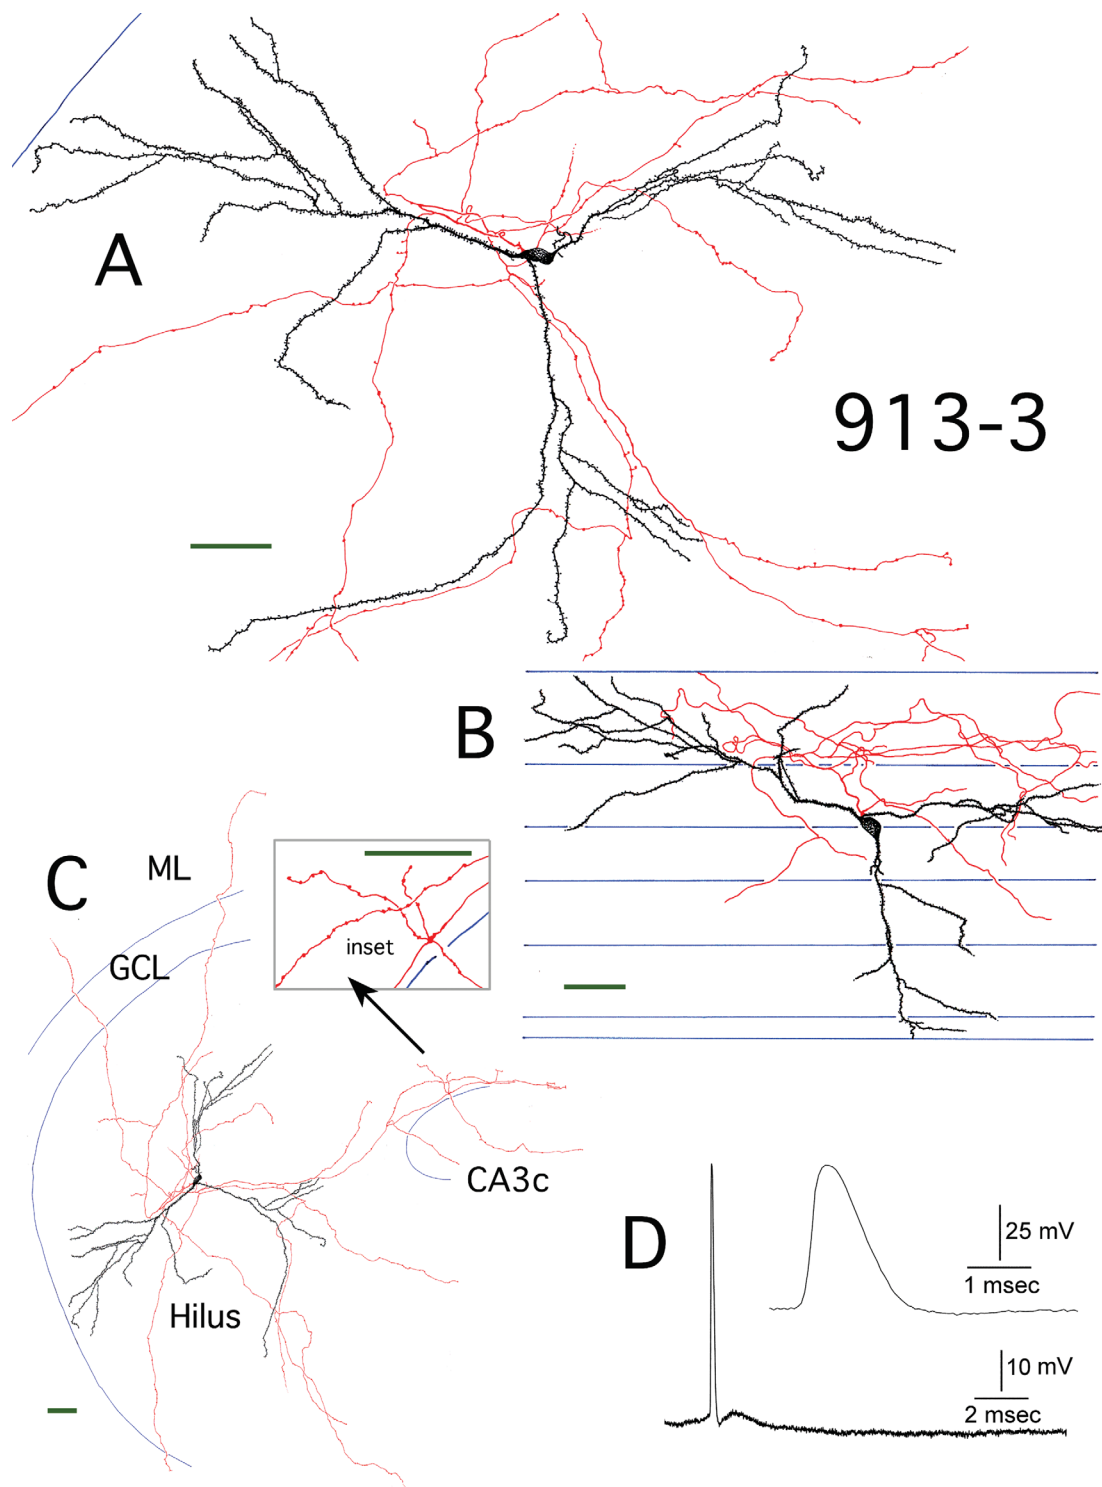 A
913-3
B
C
ML
GCL
inset
CA3c
Hilus
D
25 mV
1 msec
10 mV
2 msec